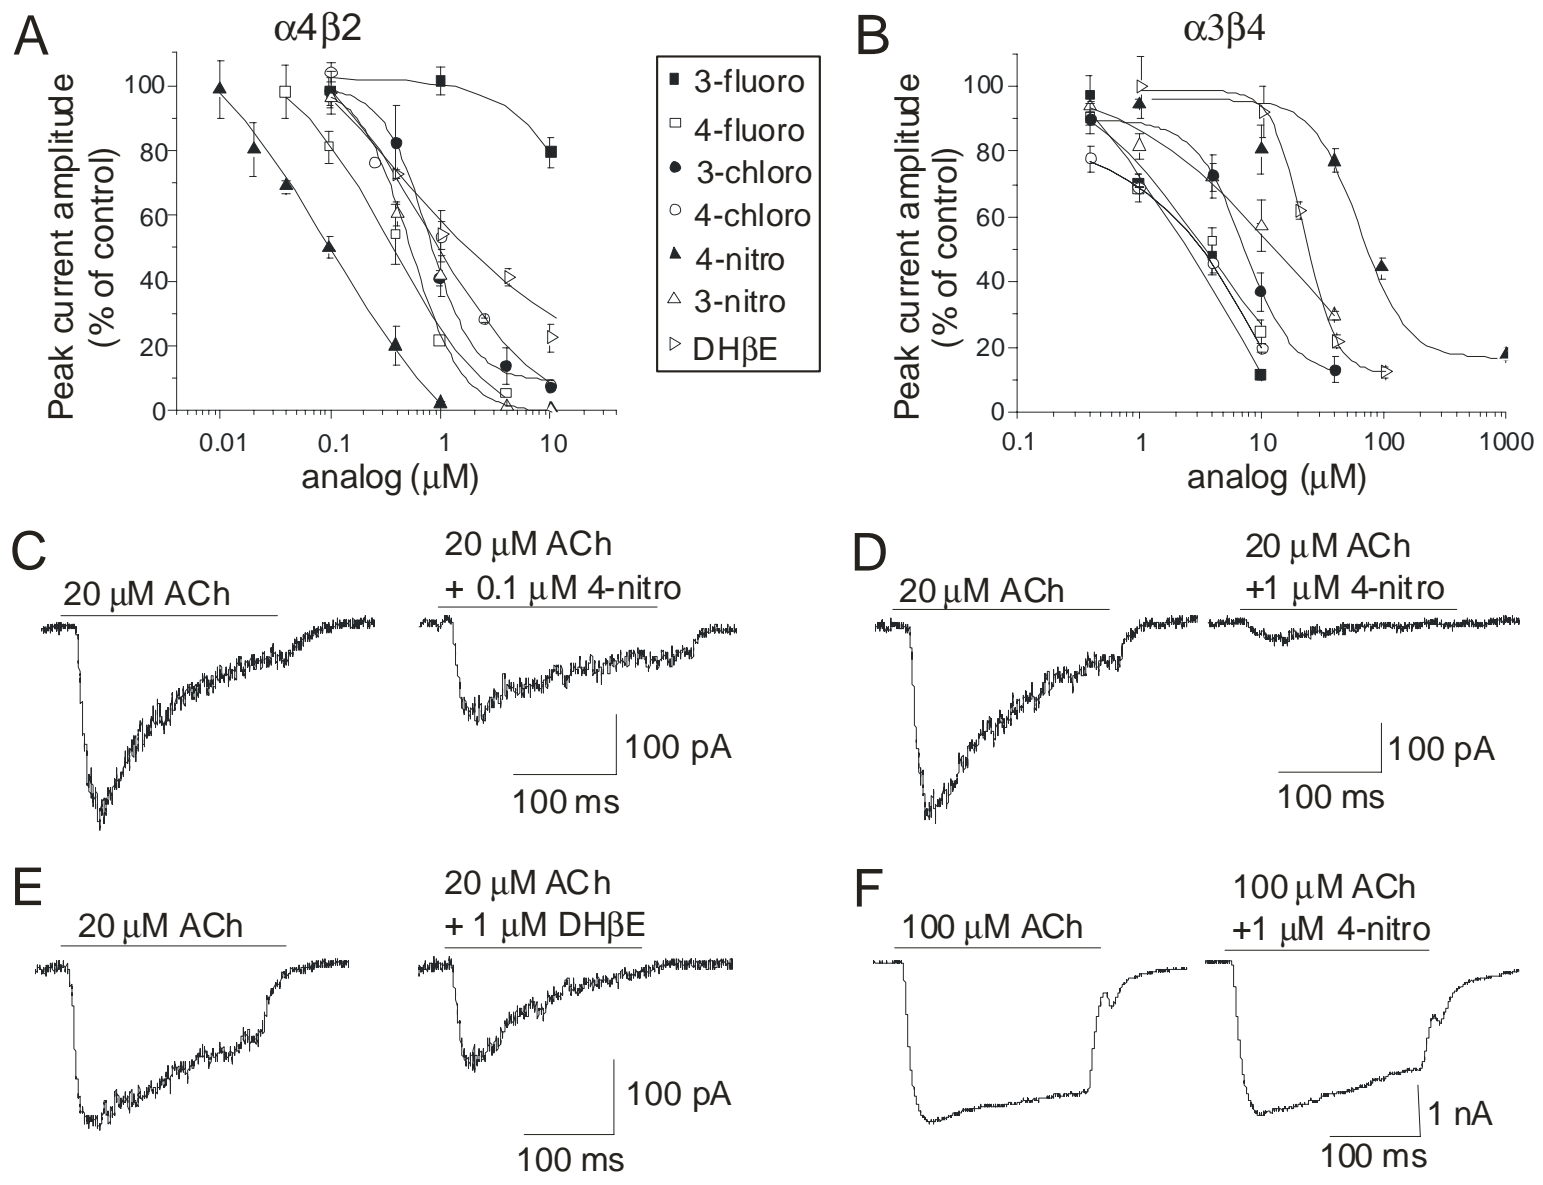 A
α4β2
Peak current amplitude
(% of control)
100
80
60
40
20
0
0.01
0.1
1
10
analog (μM)
3-fluoro
4-fluoro
3-chloro
4-chloro
4-nitro
3-nitro
DHβE
B
α3β4
Peak current amplitude
(% of control)
100
80
60
40
20
0
0.1
1
10
100
1000
analog (μM)
C
20 μM ACh
20 μM ACh
+ 0.1 μM 4-nitro
100 pA
100 ms
D
20 μM ACh
20 μM ACh
+1 μM 4-nitro
100 pA
100 ms
E
20 μM ACh
20 μM ACh
+ 1 μM DHβE
100 pA
100 ms
F
100 μM ACh
100 μM ACh
+1 μM 4-nitro
1 nA
100 ms